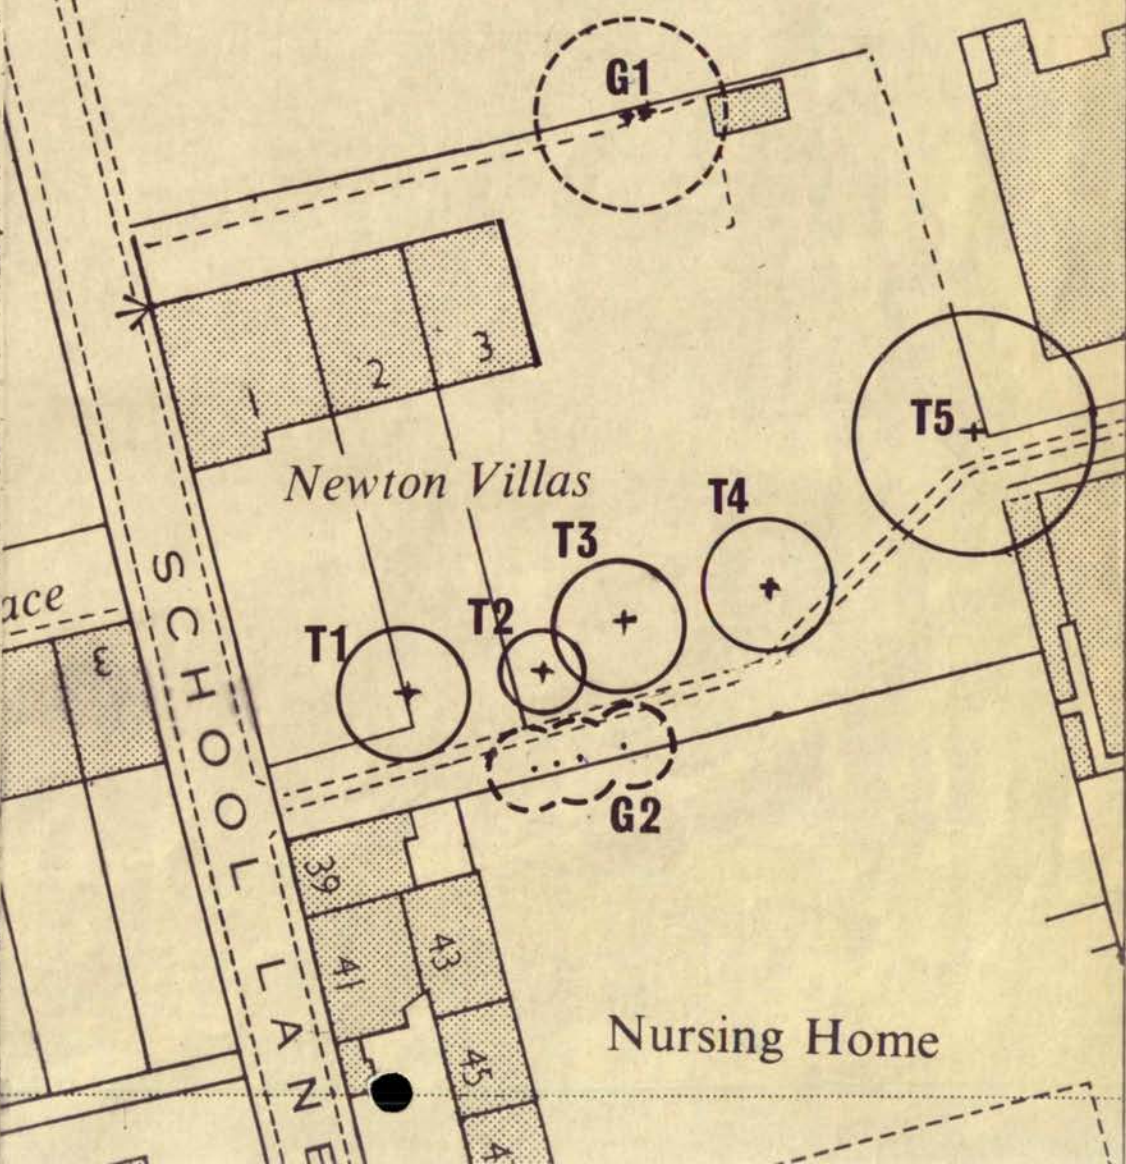 G1
1
2
3
T5
Newton Villas
T4
T3
ace
T2
T1
3
SCHOOL LANE
G2
39
43
41
Nursing Home
45